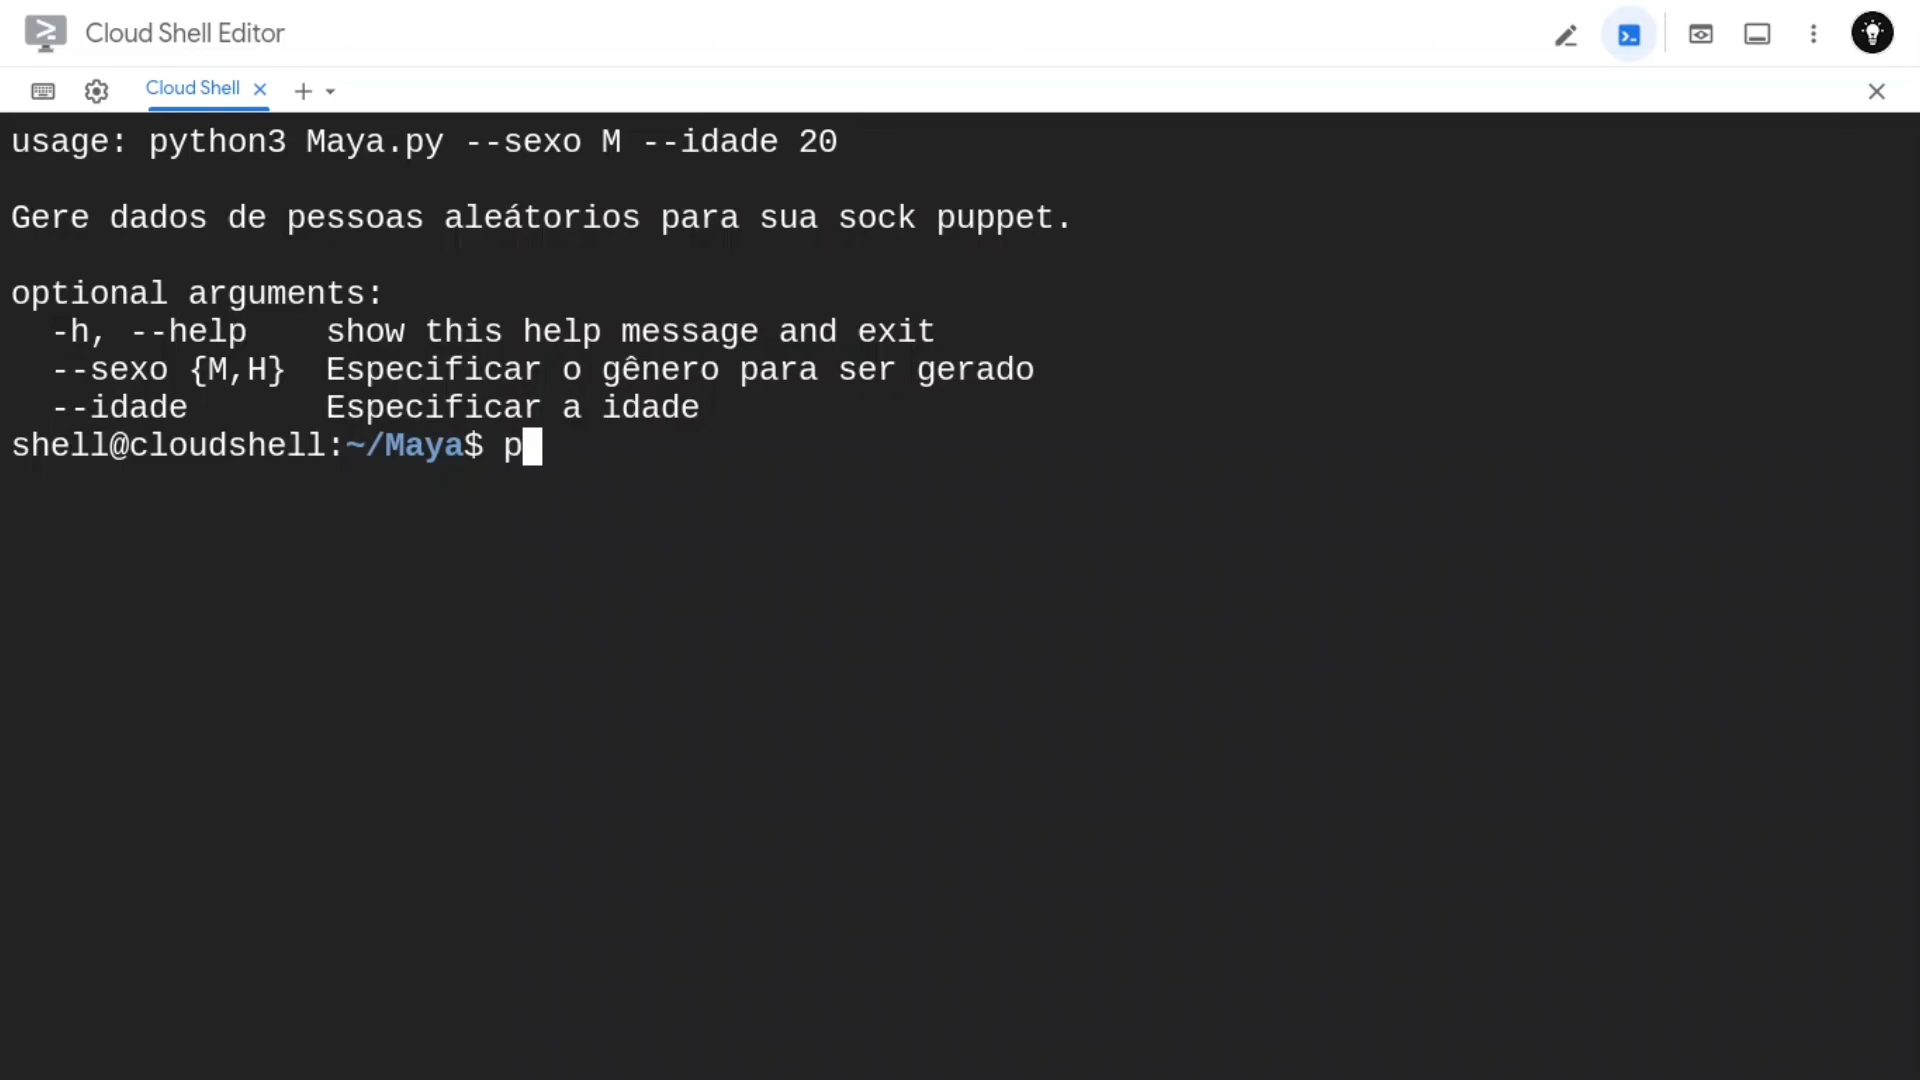 Cloud Shell Editor
Cloud Shell
usage: python3 Maya.py --sexo M --idade 20
Gere dados de pessoas aleátorios para sua sock puppet.
optional arguments:
  -h, --help    show this help message and exit
  --sexo {M,H}  Especificar o gênero para ser gerado
  --idade       Especificar a idade
shell@cloudshell:~/Maya$ p